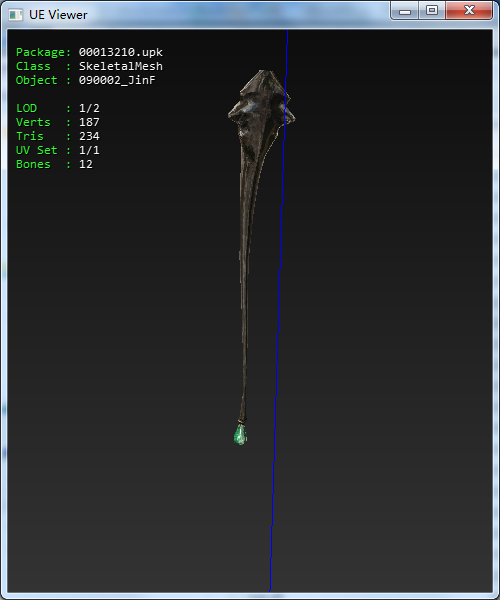 UE Viewer
Package: 00013210.upk
Class  : SkeletalMesh
Object : 090002_JinF
LOD    : 1/2
Verts  : 187
Tris   : 234
UV Set : 1/1
Bones  : 12